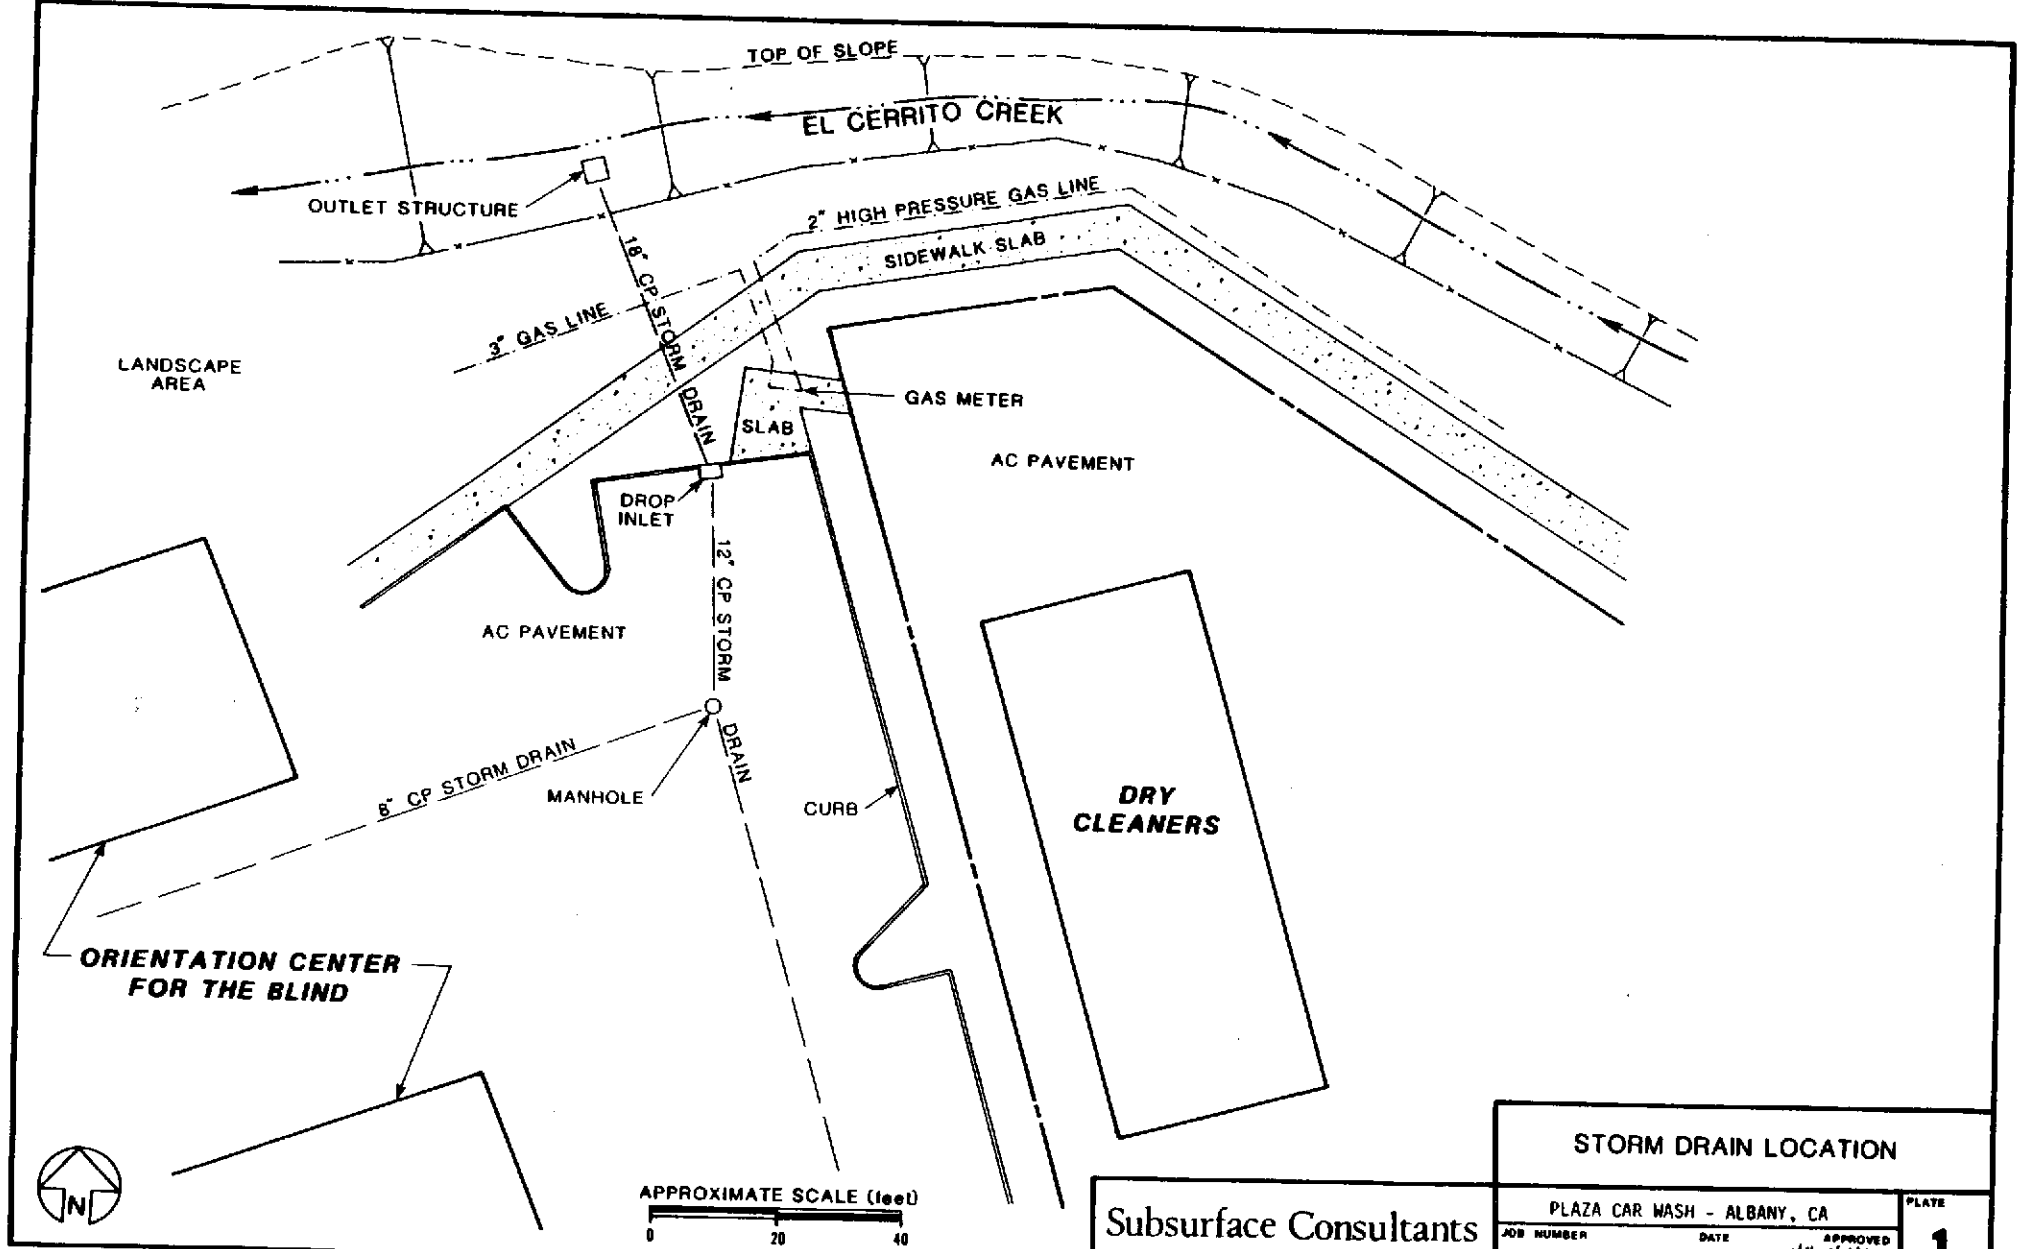 TOP OF SLOPE
EL CERRITO CREEK
OUTLET STRUCTURE
2" HIGH PRESSURE GAS LINE
SIDEWALK SLAB
18" CP STORM DRAIN
3" GAS LINE
LANDSCAPE
AREA
GAS METER
SLAB
AC PAVEMENT
DROP
INLET
12" CP STORM
DRAIN
AC PAVEMENT
CP STORM DRAIN
MANHOLE
CURB
DRY
CLEANERS
ORIENTATION CENTER
FOR THE BLIND
N
APPROXIMATE SCALE (feet)
0 20 40
STORM DRAIN LOCATION
Subsurface Consultants
PLAZA CAR WASH - ALBANY, CA
JOB NUMBER DATE APPROVED
PLATE
1